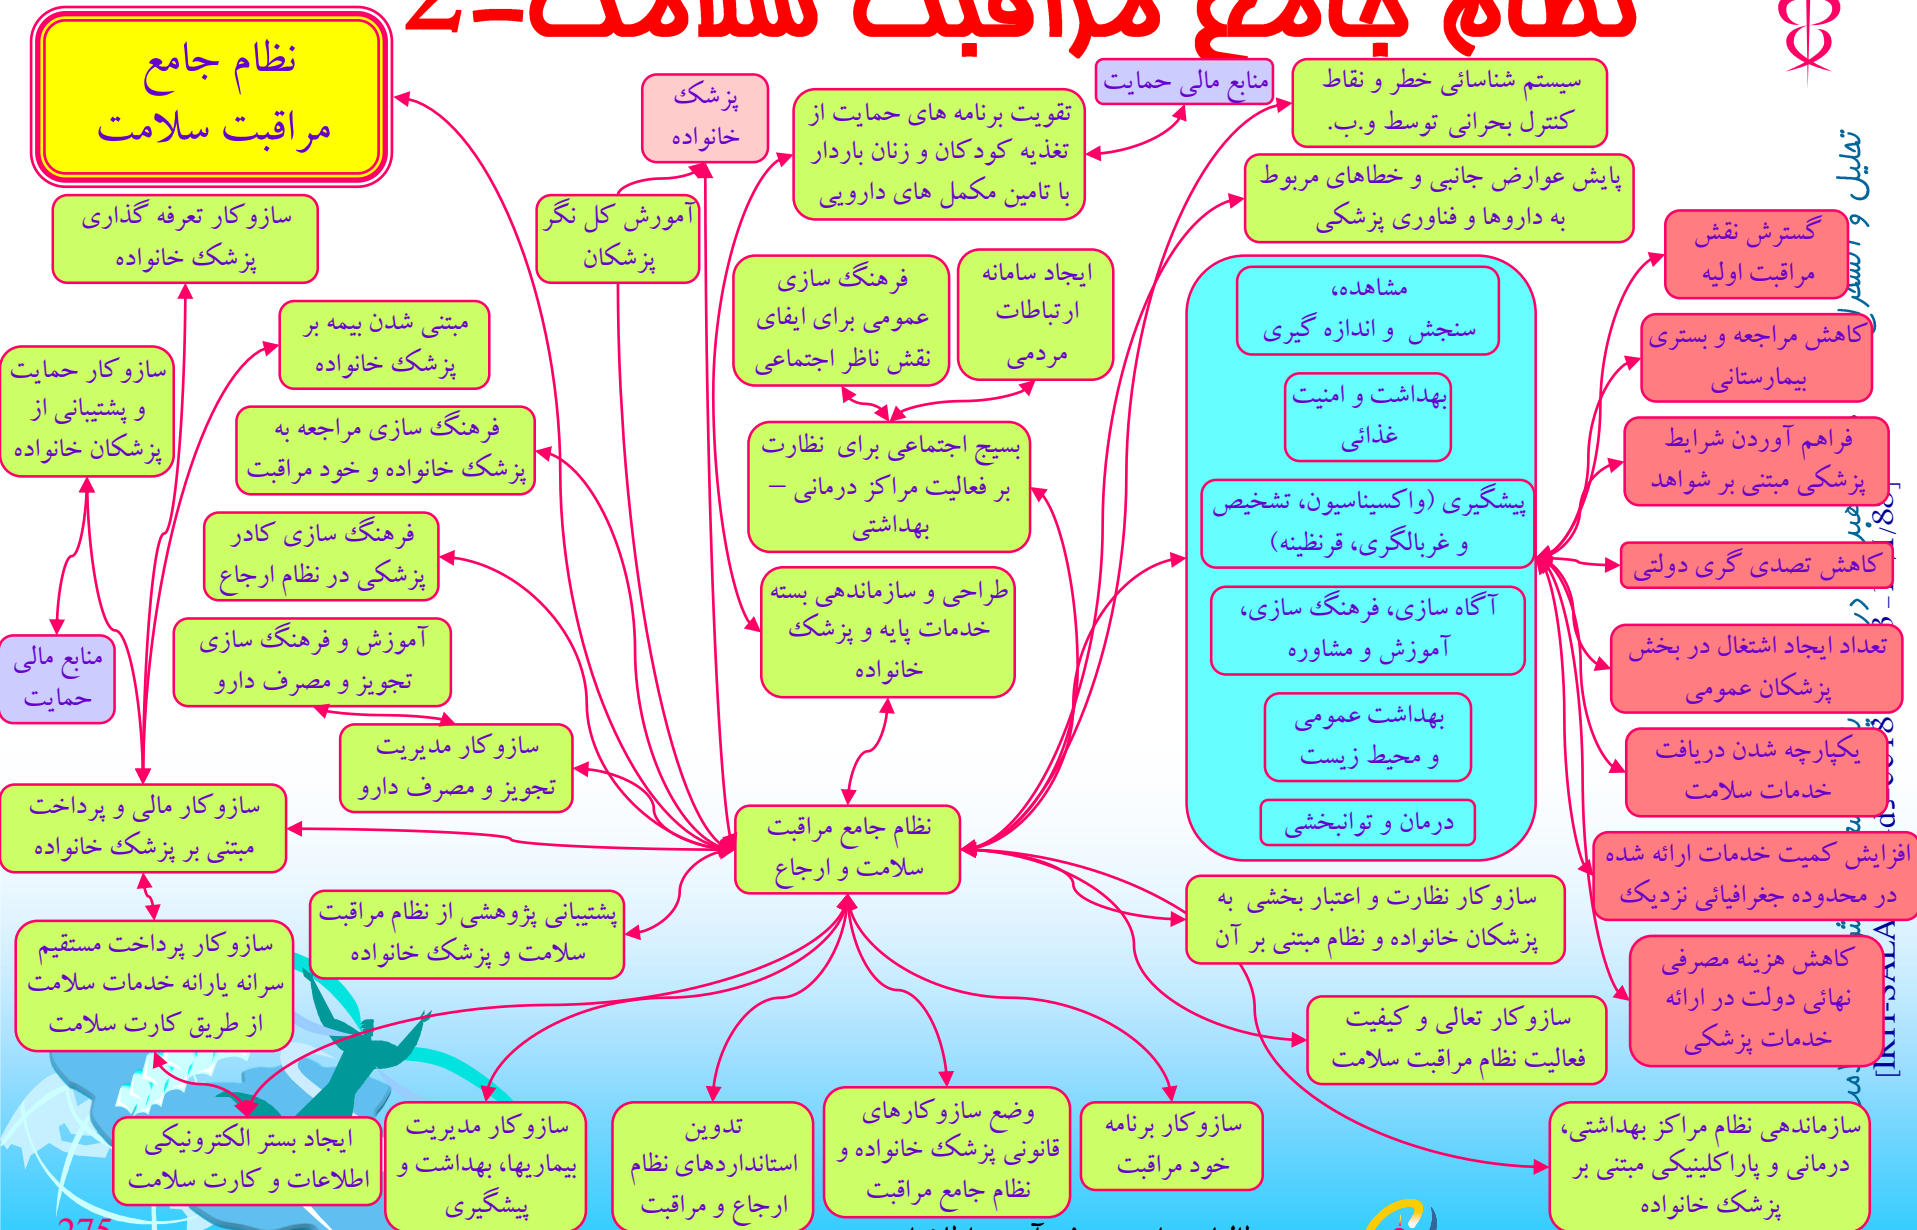 نظام جامع مراقبت سلامت-2
نظام جامع
مراقبت سلامت
منابع مالی حمایت
سیستم شناسائی خطر و نقاط
کنترل بحرانی توسط و.ب.
پزشک
خانواده
تقویت برنامه های حمایت از
تغذیه کودکان و زنان باردار
با تامین مکمل های دارویی
پایش عوارض جانبی و خطاهای مربوط
به داروها و فناوری پزشکی
سازوکار تعرفه گذاری
پزشک خانواده
آمورش کل نگر
پزشکان
گسترش نقش
مراقبت اولیه
فرهنگ سازی
عمومی برای ایفای
نقش ناظر اجتماعی
ایجاد سامانه
ارتباطات
مردمی
مشاهده،
سنجش و اندازه گیری
مبتنی شدن بیمه بر
پزشک خانواده
کاهش مراجعه و بستری
بیمارستانی
سازوکار حمایت
و پشتیبانی از
پزشکان خانواده
بهداشت و امنیت
غذائی
فرهنگ سازی مراجعه به
پزشک خانواده و خود مراقبت
بسیج اجتماعی برای نظارت
بر فعالیت مراکز درمانی –
بهداشتی
فراهم آوردن شرایط
پزشکی مبتنی بر شواهد
پیشگیری (واکسیناسیون، تشخیص
و غربالگری، قرنظینه)
فرهنگ سازی کادر
پزشکی در نظام ارجاع
کاهش تصدی گری دولتی
طراحی و سازماندهی بسته
خدمات پایه و پزشک
خانواده
آگاه سازی، فرهنگ سازی،
آموزش و مشاوره
آموزش و فرهنگ سازی
تجویز و مصرف دارو
تعداد ایجاد اشتغال در بخش
پزشکان عمومی
منابع مالی
حمایت
بهداشت عمومی
و محیط زیست
سازوکار مدیریت
تجویز و مصرف دارو
یکپارچه شدن دریافت
خدمات سلامت
سازوکار مالی و پرداخت
مبتنی بر پزشک خانواده
نظام جامع مراقبت
سلامت و ارجاع
درمان و توانبخشی
افزایش کمیت خدمات ارائه شده
در محدوده جغرافیائی نزدیک
پشتیبانی پژوهشی از نظام مراقبت
سلامت و پزشک خانواده
سازوکار نظارت و اعتبار بخشی به
پزشکان خانواده و نظام مبتنی بر آن
سازوکار پرداخت مستقیم
سرانه یارانه خدمات سلامت
از طریق کارت سلامت
کاهش هزینه مصرفی
نهائی دولت در ارائه
خدمات پزشکی
سازوکار تعالی و کیفیت
فعالیت نظام مراقبت سلامت
ایجاد بستر الکترونیکی
اطلاعات و کارت سلامت
سازوکار مدیریت
بیماریها، بهداشت و
پیشگیری
تدوین
استانداردهای نظام
ارجاع و مراقبت
وضع سازوکارهای
قانونی پزشک خانواده و
نظام جامع مراقبت
سازوکار برنامه
خود مراقبت
سازماندهی نظام مراکز بهداشتی،
درمانی و پاراکلینیکی مبتنی بر
پزشک خانواده
275